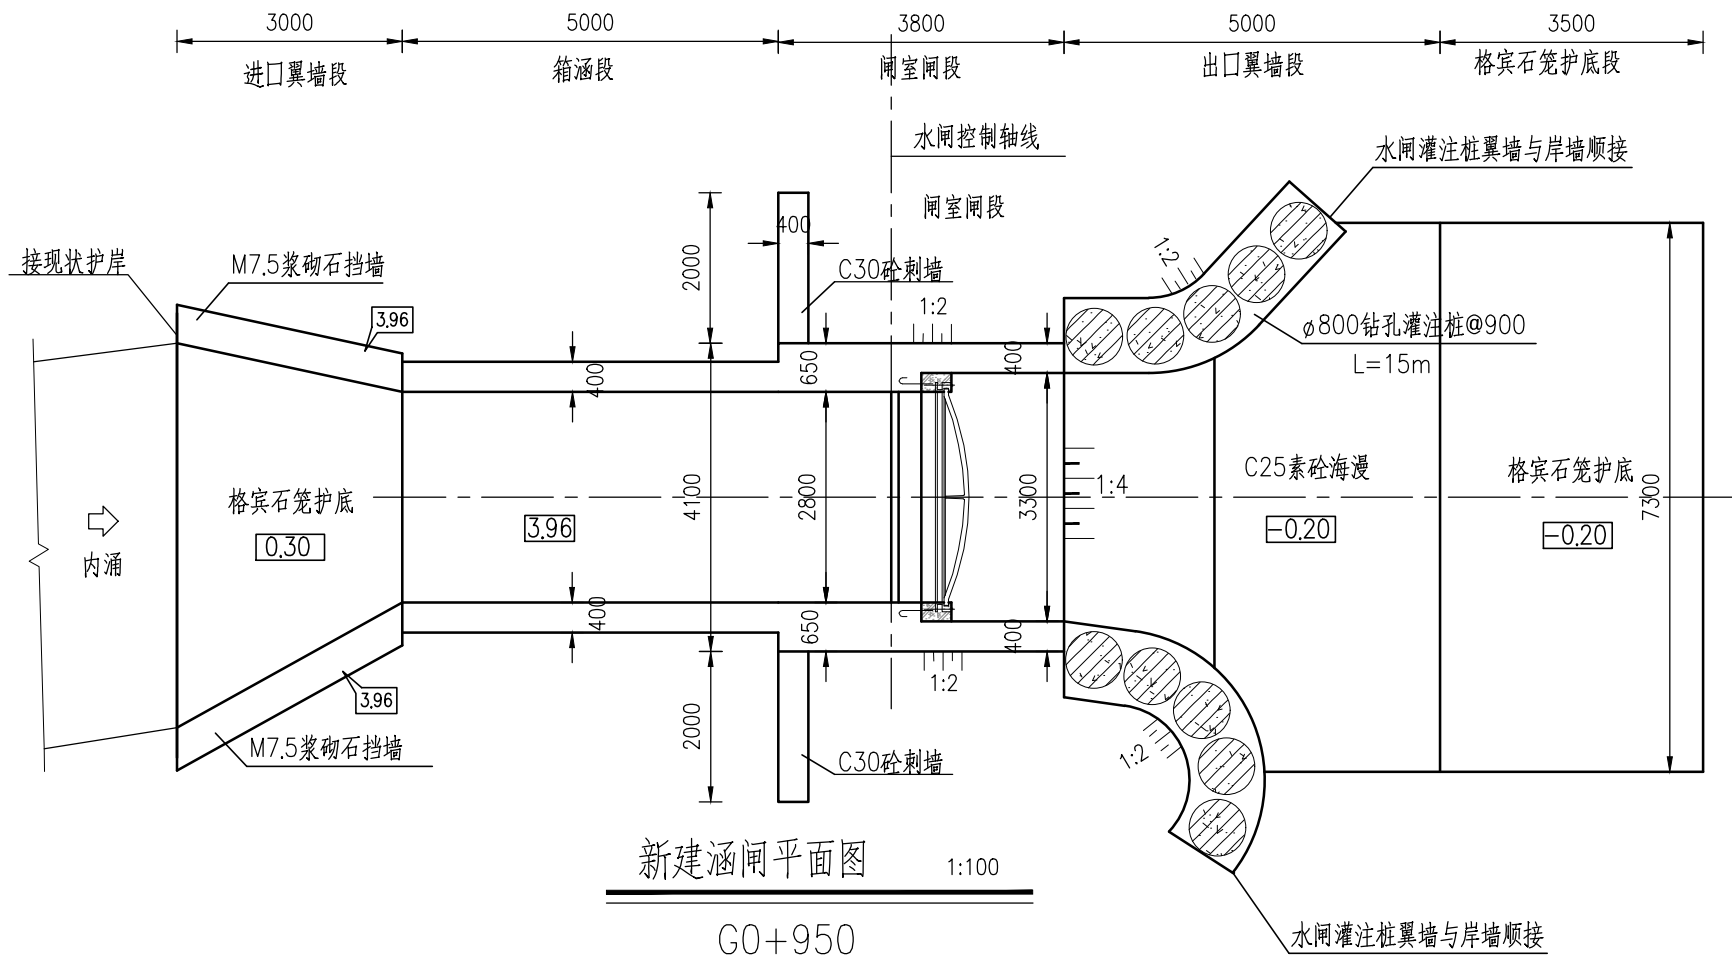 3000
5000
3800
5000
3500
进口翼墙段
箱涵段
闸室闸段
出口翼墙段
格宾石笼护底段
水闸控制轴线
水闸灌注桩翼墙与岸墙顺接
闸室闸段
400
2000
1:2
接现状护岸
M7.5浆砌石挡墙
C30砼刺墙
3.96
1:2
ø800钻孔灌注桩@900
L=15m
400
650
400
格宾石笼护底
0.30
3.96
4100
2800
3300
1:4
C25素砼海漫
-0.20
格宾石笼护底
-0.20
7300
内涌
400
650
400
3.96
1:2
2000
M7.5浆砌石挡墙
C30砼刺墙
1:2
新建涵闸平面图
1:100
G0+950
水闸灌注桩翼墙与岸墙顺接